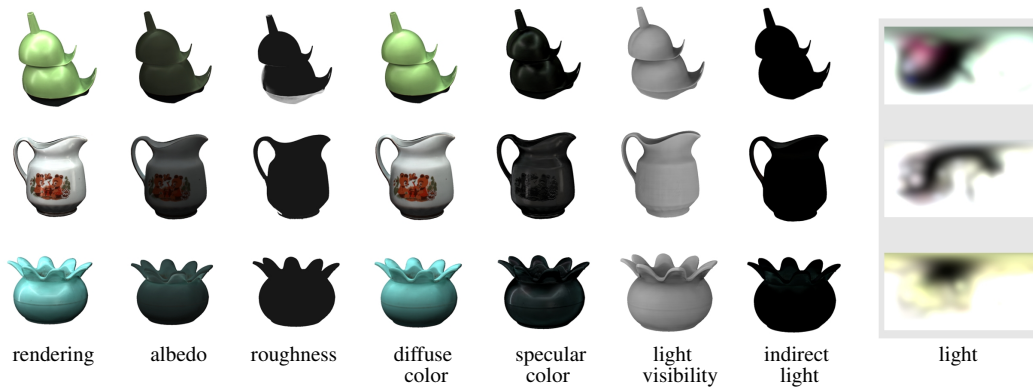 rendering albedo roughness diffuse specular light indirect light
color color visibility light